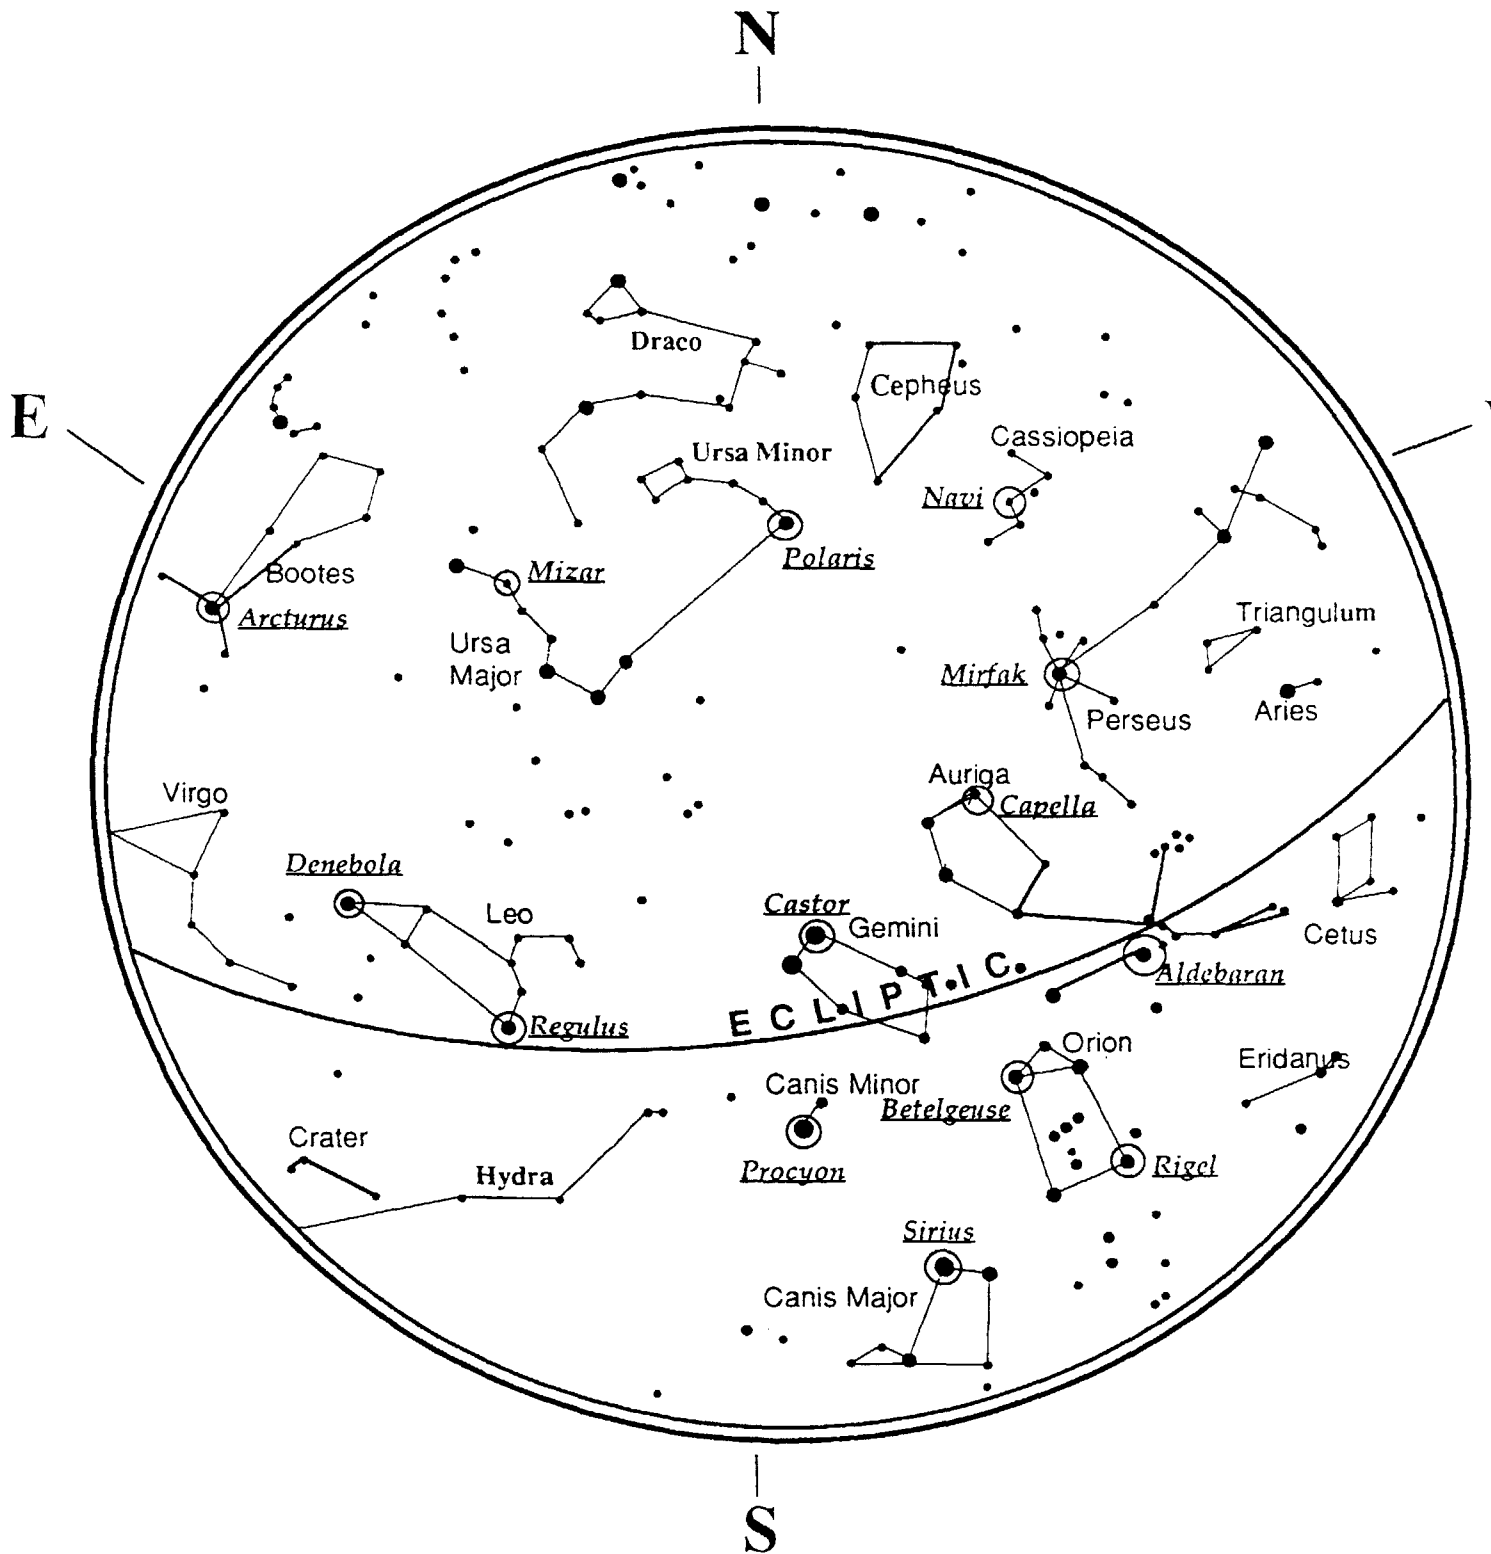 N
E
Draco
Cepheus
Cassiopeia
Ursa Minor
Navi
Polaris
Mizar
Bootes
Arcturus
Ursa
Major
Triangulum
Mirfak
Perseus
Aries
Virgo
Auriga
Capella
Denebola
Leo
Castor
Gemini
Cetus
Aldebaran
ECLIPTIC
Regulus
Orion
Eridanus
Canis Minor
Betelgeuse
Crater
Hydra
Procyon
Rigel
Sirius
Canis Major
S